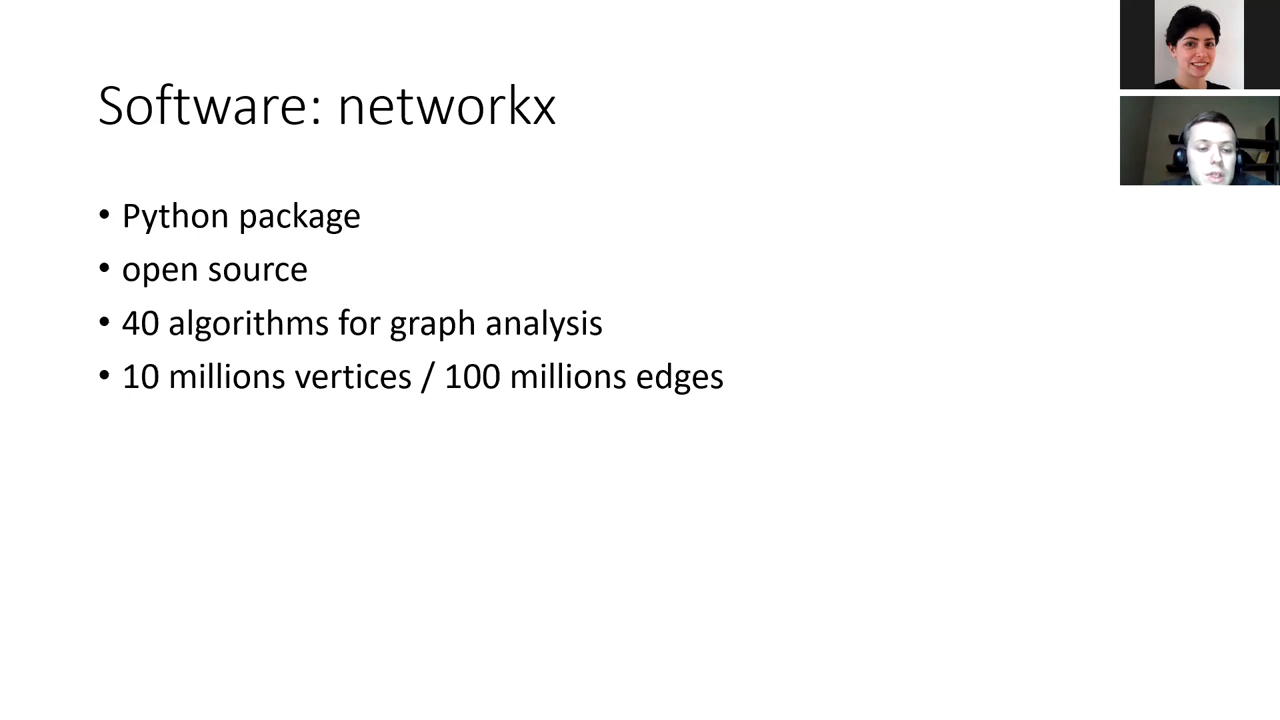 Software: networkx
• Python package
• open source
• 40 algorithms for graph analysis
• 10 millions vertices / 100 millions edges